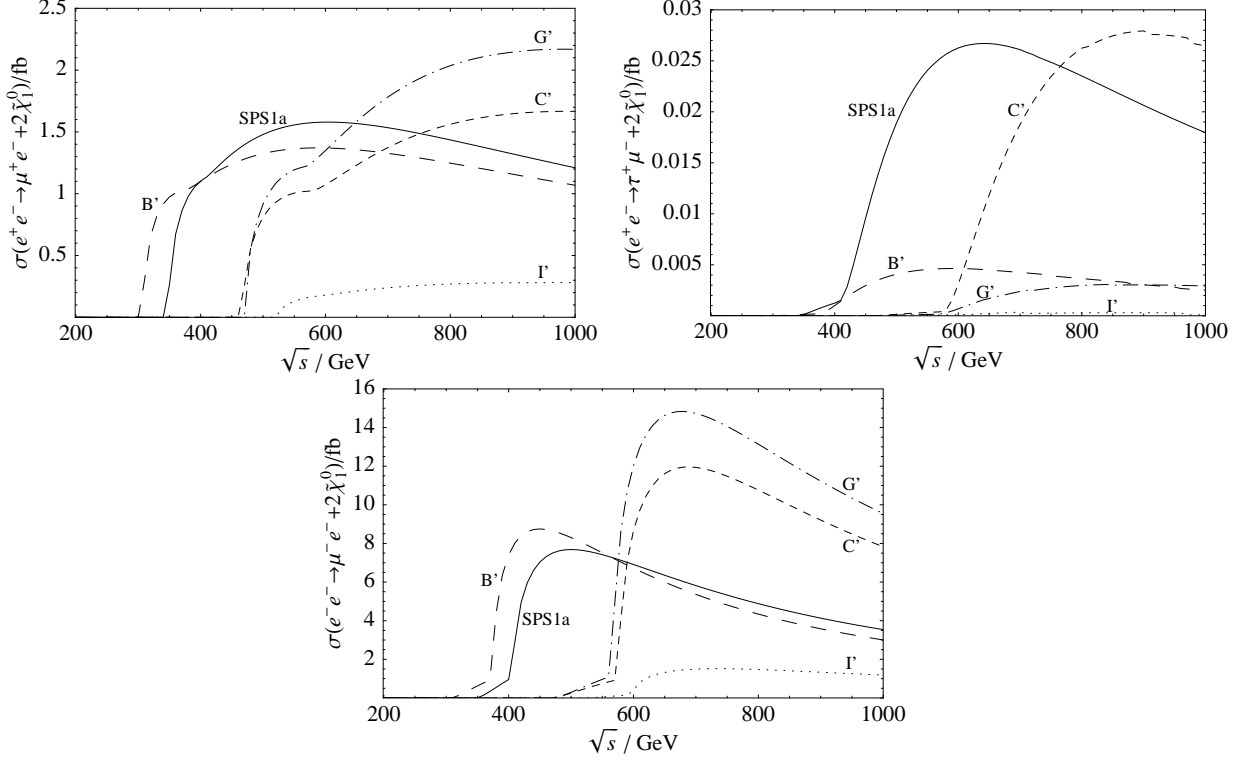 σ(e⁺ e⁻ → μ⁺ e⁻ + 2χ̃₁⁰)/fb
2.5
2
1.5
1
0.5
G’
C’
SPS1a
B’
I’
200 400 600 800 1000
√s / GeV
σ(e⁺ e⁻ → τ⁺ μ⁻ + 2χ̃₁⁰)/fb
0.03
0.025
0.02
0.015
0.01
0.005
SPS1a
C’
B’
G’
I’
200 400 600 800 1000
√s / GeV
σ(e⁻ e⁻ → μ⁻ e⁻ + 2χ̃₁⁰)/fb
16
14
12
10
8
6
4
2
G’
C’
B’
SPS1a
I’
200 400 600 800 1000
√s / GeV